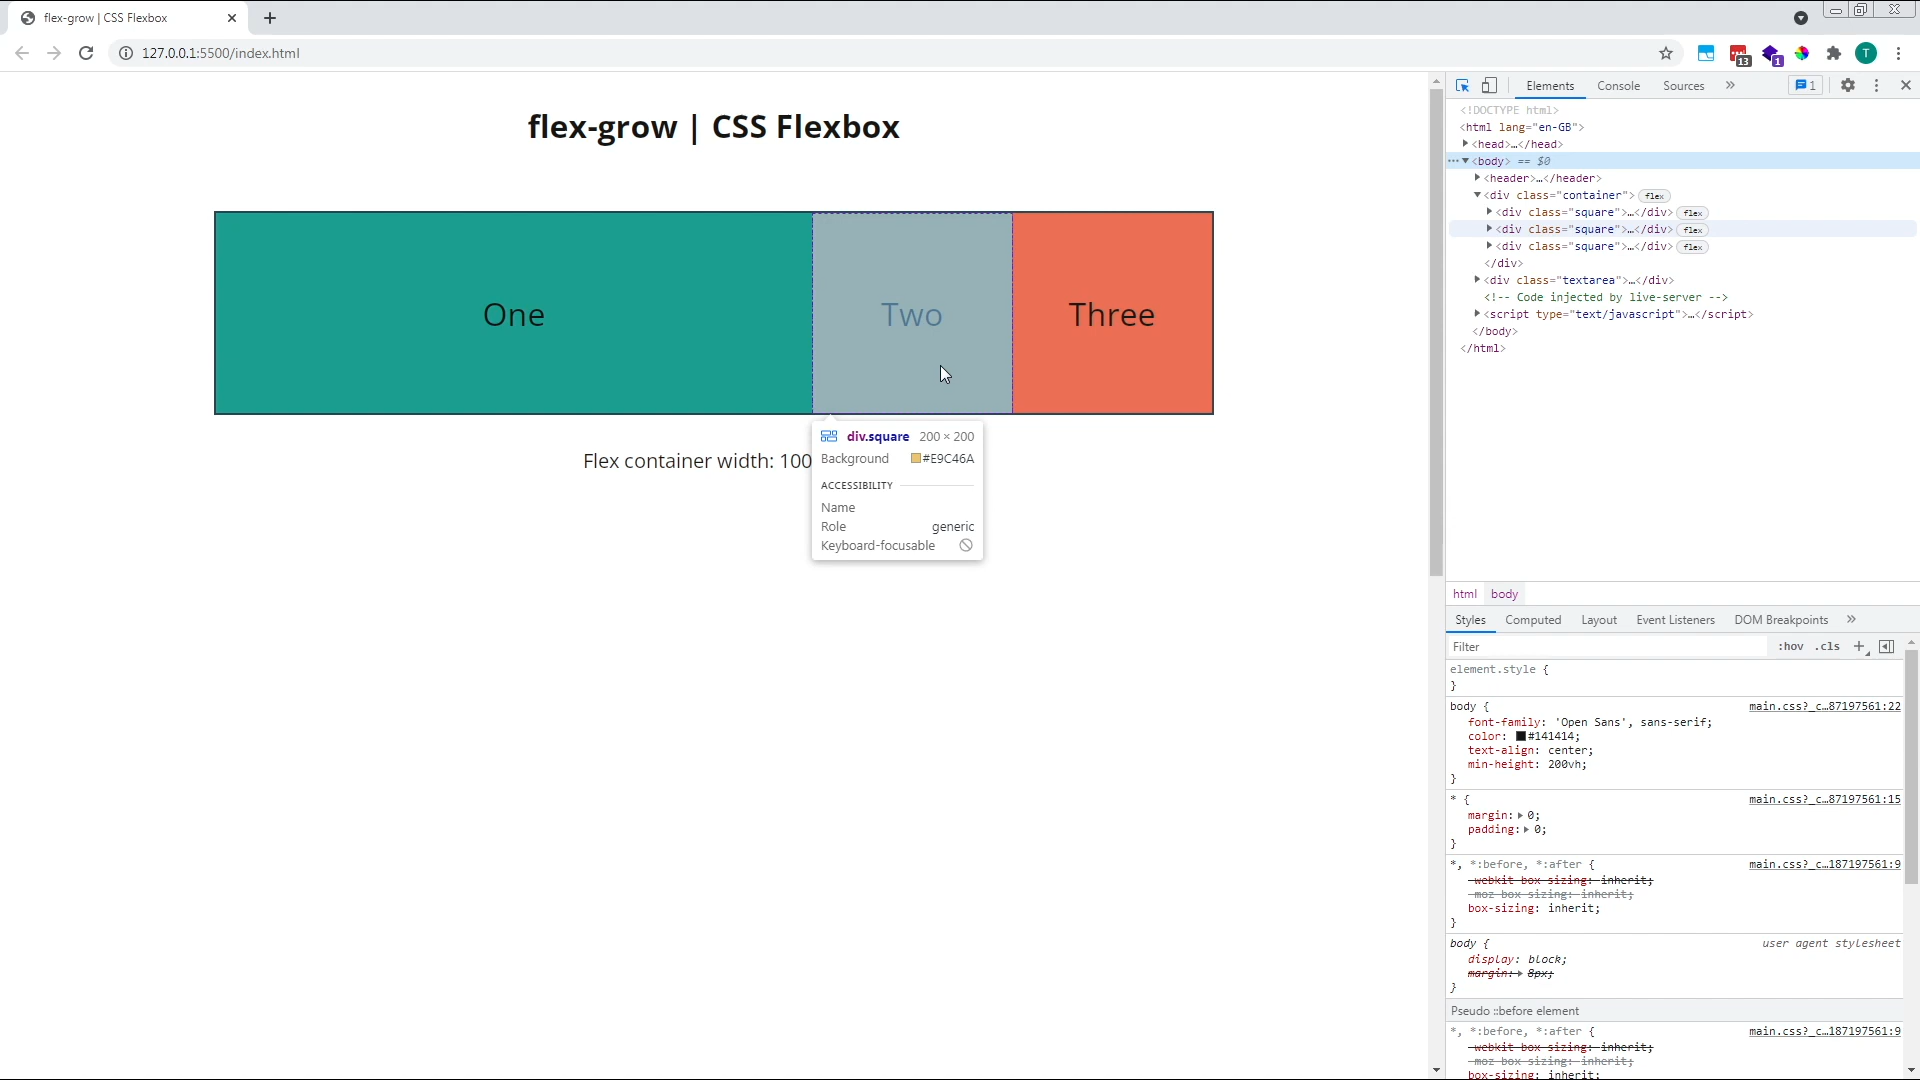 flex-grow | CSS Flexbox
127.0.0.1:5500/index.html
13
1
T
flex-grow | CSS Flexbox
One
Two
Three
Flex container width: 100
div.square 200 × 200
Background #E9C46A
ACCESSIBILITY
Name
Role generic
Keyboard-focusable
Elements Console Sources » 1
<!DOCTYPE html>
<html lang="en-GB">
<head>…</head>
<body> == $0
<header>…</header>
<div class="container"> flex
<div class="square">…</div> flex
<div class="square">…</div> flex
<div class="square">…</div> flex
</div>
<div class="textarea">…</div>
<!-- Code injected by live-server -->
<script type="text/javascript">…</script>
</body>
</html>
html body
Styles Computed Layout Event Listeners DOM Breakpoints »
Filter :hov .cls +
element.style {
}
body { main.css?_c…87197561:22
font-family: 'Open Sans', sans-serif;
color: #141414;
text-align: center;
min-height: 200vh;
}
* { main.css?_c…87197561:15
margin: 0;
padding: 0;
}
*, *:before, *:after { main.css?_c…187197561:9
-webkit-box-sizing: inherit;
-moz-box-sizing: inherit;
box-sizing: inherit;
}
body { user agent stylesheet
display: block;
margin: 8px;
}
Pseudo ::before element
*, *:before, *:after { main.css?_c…187197561:9
-webkit-box-sizing: inherit;
-moz-box-sizing: inherit;
box-sizing: inherit;